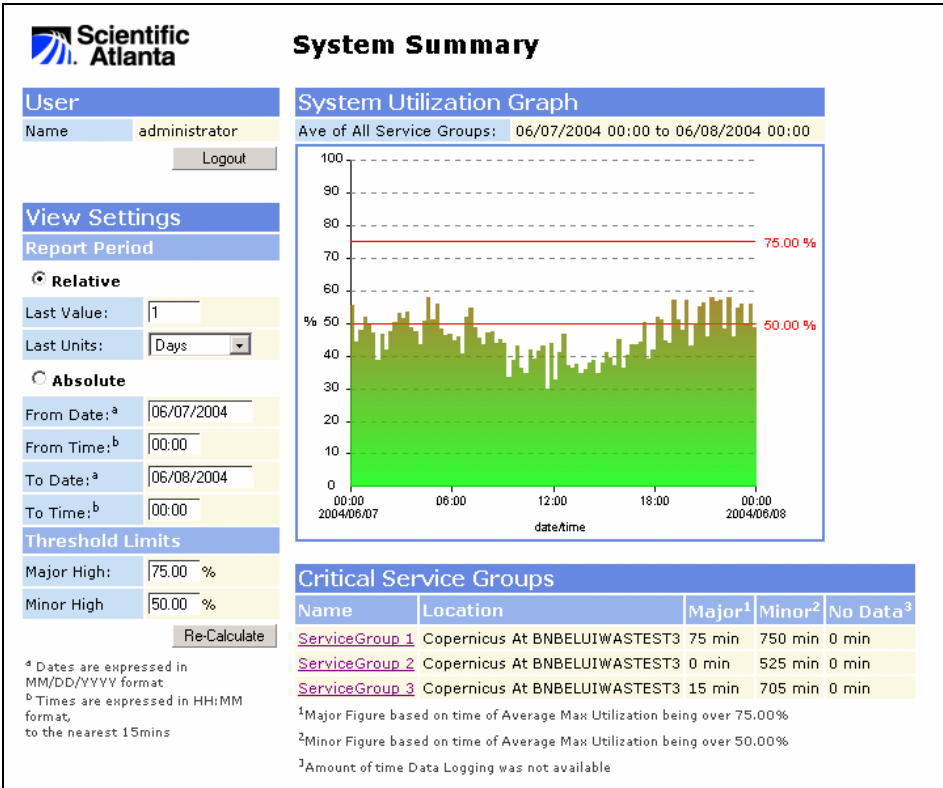 Scientific
Atlanta
System Summary
User
Name administrator
Logout
View Settings
Report Period
Relative
Last Value: 1
Last Units: Days
Absolute
From Date:ª 06/07/2004
From Time:ᵇ 00:00
To Date:ª 06/08/2004
To Time:ᵇ 00:00
Threshold Limits
Major High: 75.00 %
Minor High 50.00 %
Re-Calculate
ª Dates are expressed in
MM/DD/YYYY format
ᵇ Times are expressed in HH:MM
format,
to the nearest 15mins
System Utilization Graph
Ave of All Service Groups: 06/07/2004 00:00 to 06/08/2004 00:00
100
90
80
75.00 %
70
60
% 50
50.00 %
40
30
20
10
0
00:00 06:00 12:00 18:00 00:00
2004/06/07 2004/06/08
date/time
Critical Service Groups
Name Location Major¹ Minor² No Data³
ServiceGroup 1 Copernicus At BNBELUIWASTEST3 75 min 750 min 0 min
ServiceGroup 2 Copernicus At BNBELUIWASTEST3 0 min 525 min 0 min
ServiceGroup 3 Copernicus At BNBELUIWASTEST3 15 min 705 min 0 min
¹Major Figure based on time of Average Max Utilization being over 75.00%
²Minor Figure based on time of Average Max Utilization being over 50.00%
³Amount of time Data Logging was not available